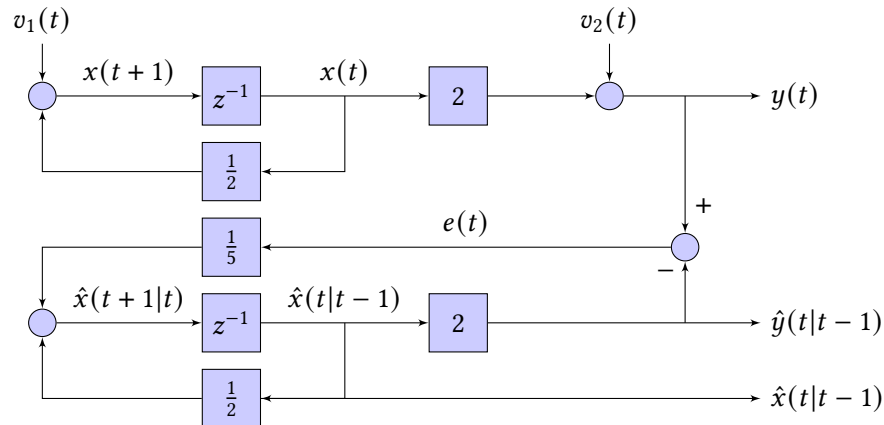 v₁(t) v₂(t)
x(t + 1) z⁻¹ x(t) 2 y(t)
½
+
e(t)
⅕
−
x̂(t + 1|t) z⁻¹ x̂(t|t − 1) 2 ŷ(t|t − 1)
½ x̂(t|t − 1)